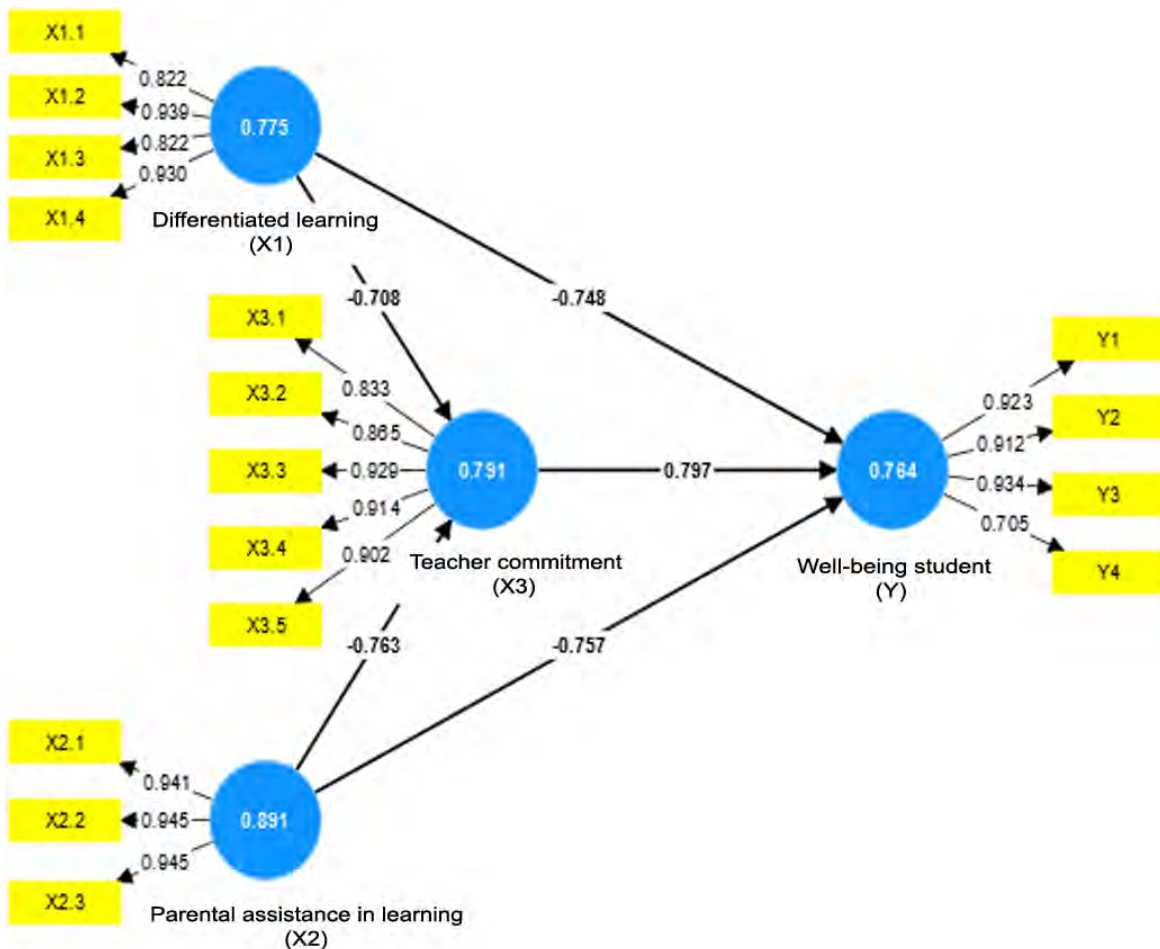 X1.1
0.822
X1.2
0.939
0.775
0.822
X1.3
0.930
X1.4
Differentiated learning
(X1)
-0.708
-0.748
X3.1
0.833
X3.2
0.865
X3.3
0.929
0.791
0.914
X3.4
0.902
X3.5
Teacher commitment
(X3)
0.797
0.764
Well-being student
(Y)
0.923
Y1
0.912
Y2
0.934
Y3
0.705
Y4
-0.763
-0.757
X2.1
0.941
X2.2
0.945
0.891
0.945
X2.3
Parental assistance in learning
(X2)